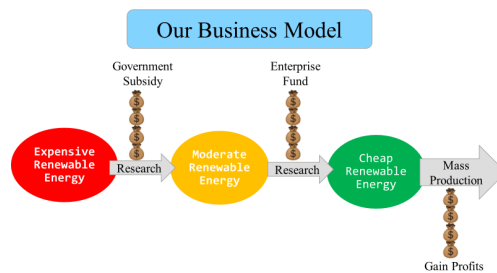 Our Business Model
Government
Subsidy
Enterprise
Fund
Expensive
Renewable
Energy
Research
Moderate
Renewable
Energy
Research
Cheap
Renewable
Energy
Mass
Production
$
$
$
$
$
$
$
$
$
$
$
$
Gain Profits